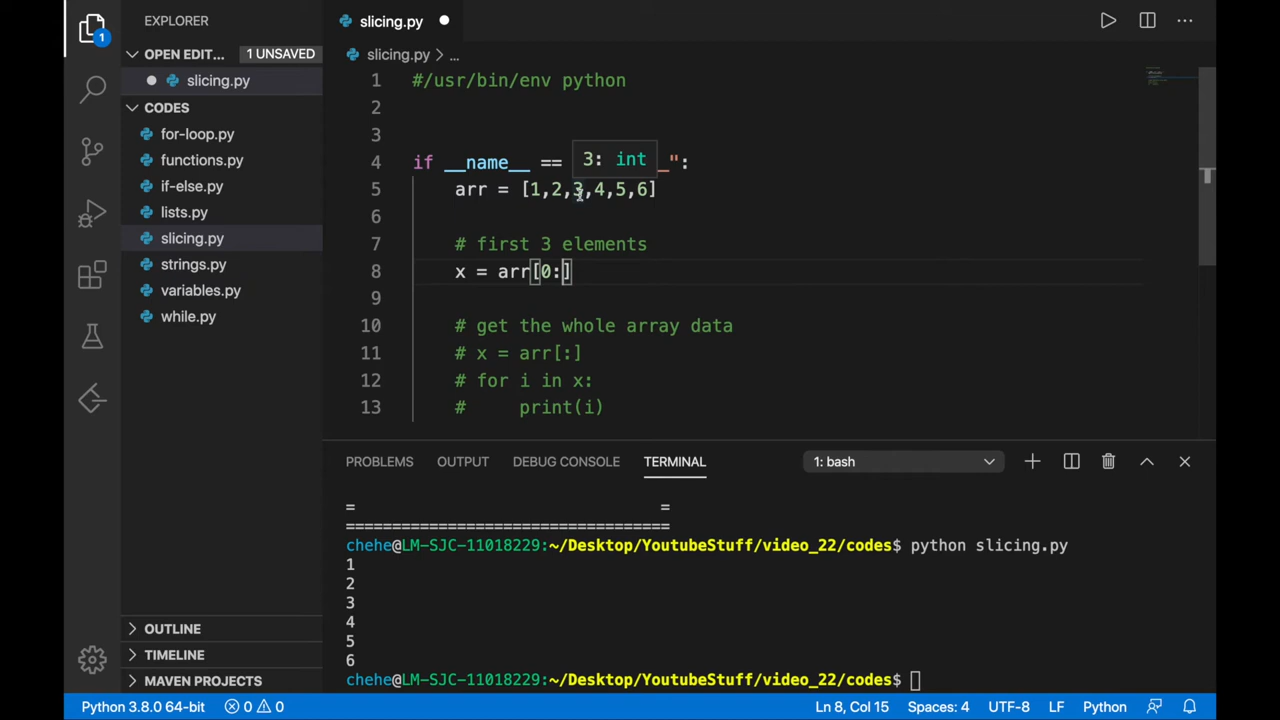 EXPLORER
OPEN EDIT... 1 UNSAVED
slicing.py
CODES
for-loop.py
functions.py
if-else.py
lists.py
slicing.py
strings.py
variables.py
while.py
OUTLINE
TIMELINE
MAVEN PROJECTS
1
slicing.py
slicing.py > ...
1 #/usr/bin/env python
2
3
4 if __name__ == _":
3: int
5 arr = [1,2,3,4,5,6]
6
7 # first 3 elements
8 x = arr[0:]
9
10 # get the whole array data
11 # x = arr[:]
12 # for i in x:
13 #     print(i)
PROBLEMS OUTPUT DEBUG CONSOLE TERMINAL 1: bash
= =
===================================
chehe@LM-SJC-11018229:~/Desktop/YoutubeStuff/video_22/codes$ python slicing.py
1
2
3
4
5
6
chehe@LM-SJC-11018229:~/Desktop/YoutubeStuff/video_22/codes$
Python 3.8.0 64-bit 0 0 Ln 8, Col 15 Spaces: 4 UTF-8 LF Python